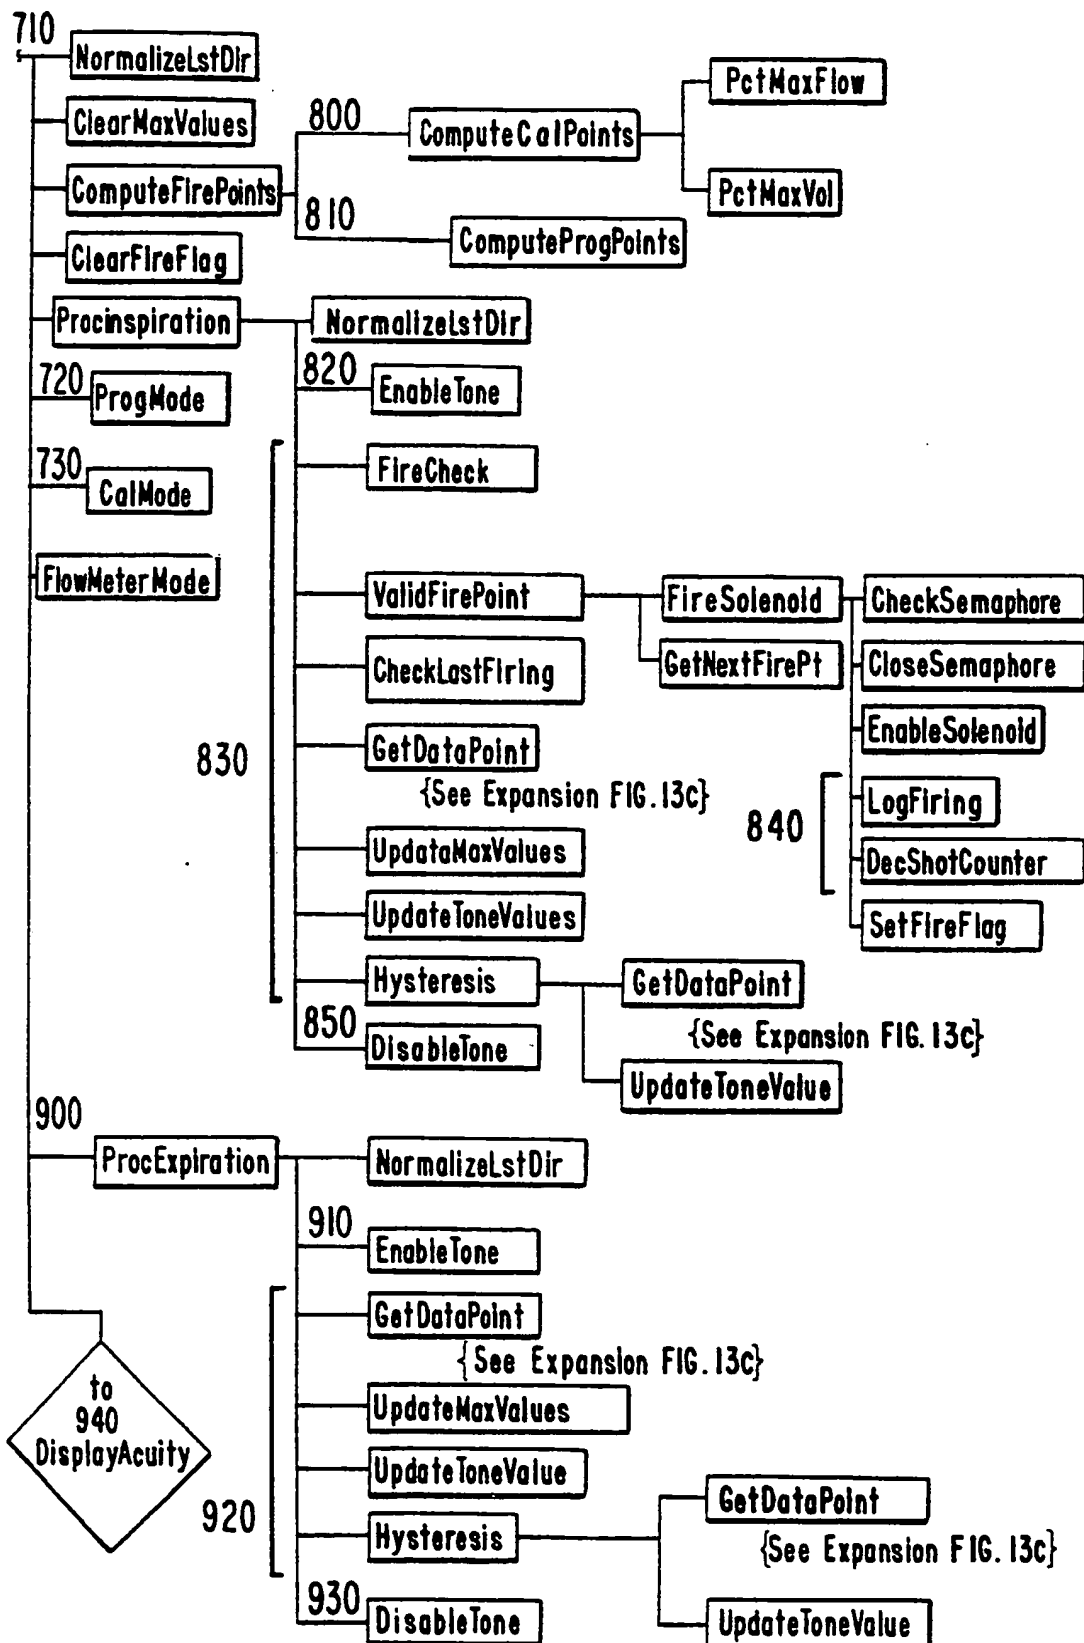 710
NormalizeLstDir
PctMaxFlow
ClearMaxValues
800
ComputeCalPoints
ComputeFirePoints
PctMaxVol
810
ComputeProgPoints
ClearFireFlag
Procinspiration
NormalizeLstDir
820
EnableTone
720
ProgMode
FireCheck
730
CalMode
FlowMeterMode
ValidFirePoint
FireSolenoid
CheckSemaphore
CheckLastFiring
GetNextFirePt
CloseSemaphore
830
GetDataPoint
{See Expansion FIG. 13c}
EnableSolenoid
840
LogFiring
UpdataMaxValues
DecShotCounter
UpdateToneValues
SetFireFlag
Hysteresis
GetDataPoint
{See Expansion FIG. 13c}
850
DisableTone
UpdateToneValue
900
ProcExpiration
NormalizeLstDir
910
EnableTone
GetDataPoint
{See Expansion FIG. 13c}
to
940
DisplayAcuity
UpdateMaxValues
UpdateToneValue
920
Hysteresis
GetDataPoint
{See Expansion FIG. 13c}
930
DisableTone
UpdateToneValue